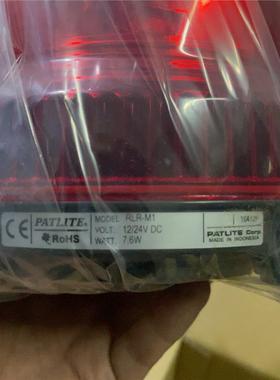 CE
PATLITE®
RoHS
MODEL RLR-M1
VOLT. 12/24V DC
WATT. 7.6W
PATLITE Corp.
MADE IN INDONESIA